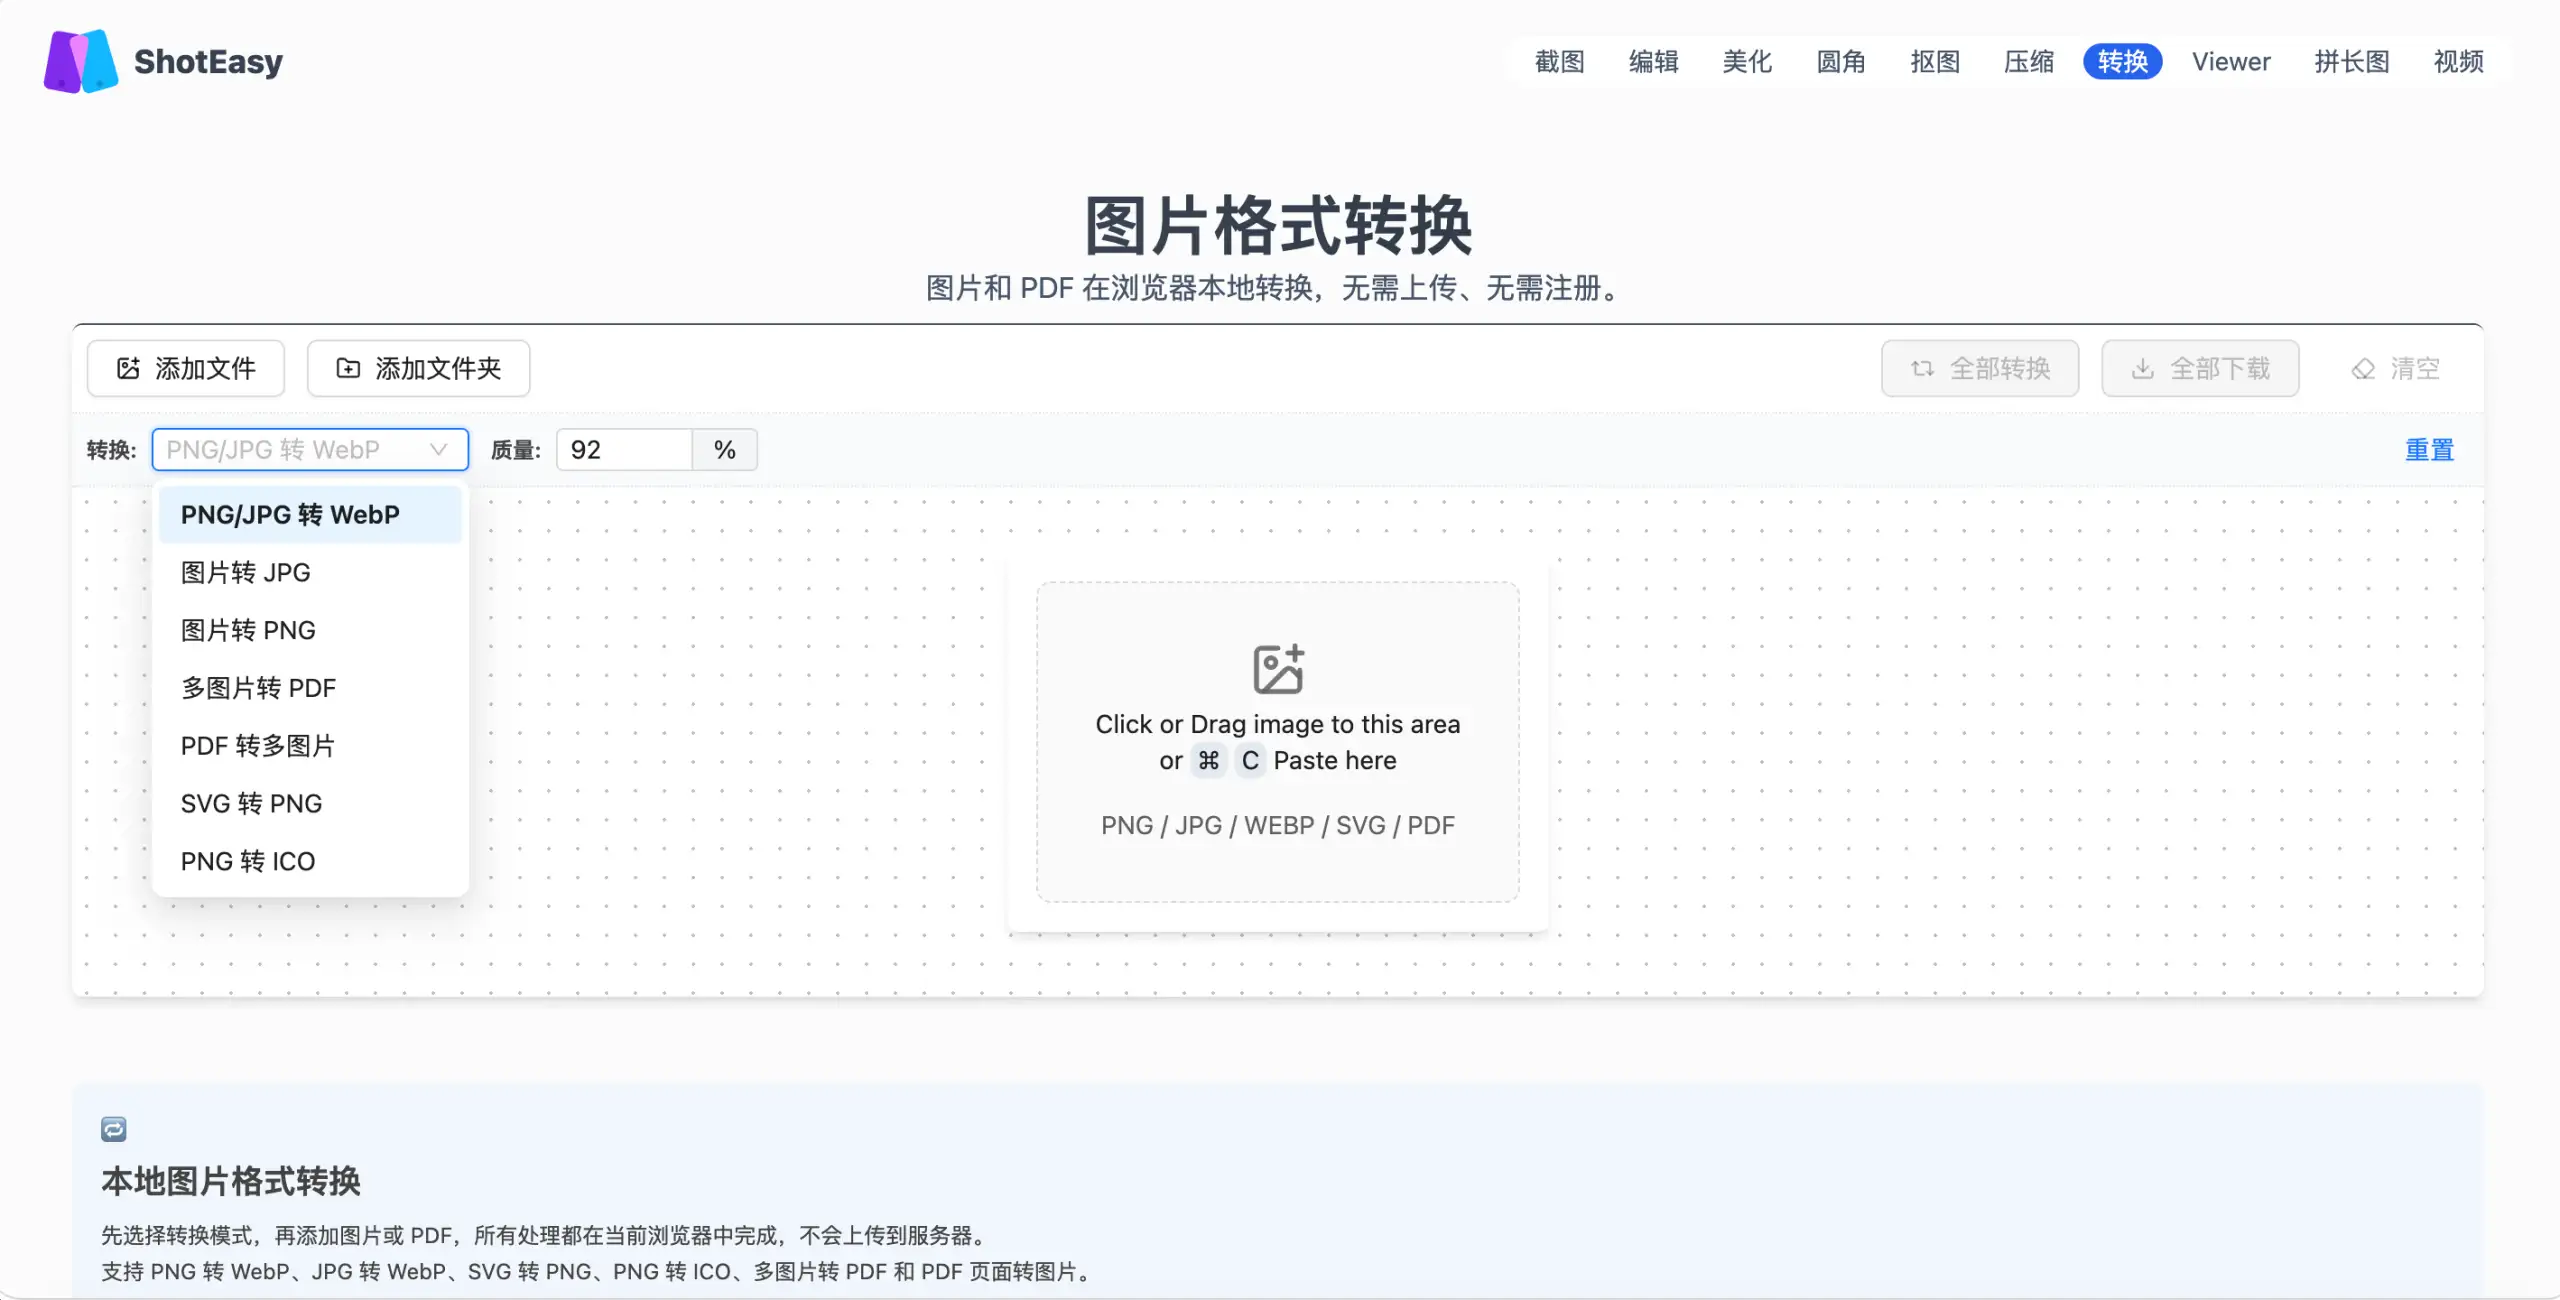 ShotEasy
截图 编辑 美化 圆角 抠图 压缩 转换 Viewer 拼长图 视频
图片格式转换
图片和 PDF 在浏览器本地转换，无需上传、无需注册。
添加文件 添加文件夹 全部转换 全部下载 清空
转换: PNG/JPG 转 WebP 质量: 92 % 重置
PNG/JPG 转 WebP
图片转 JPG
图片转 PNG
多图片转 PDF
PDF 转多图片
SVG 转 PNG
PNG 转 ICO
Click or Drag image to this area
or ⌘ C Paste here
PNG / JPG / WEBP / SVG / PDF
本地图片格式转换
先选择转换模式，再添加图片或 PDF，所有处理都在当前浏览器中完成，不会上传到服务器。
支持 PNG 转 WebP、JPG 转 WebP、SVG 转 PNG、PNG 转 ICO、多图片转 PDF 和 PDF 页面转图片。